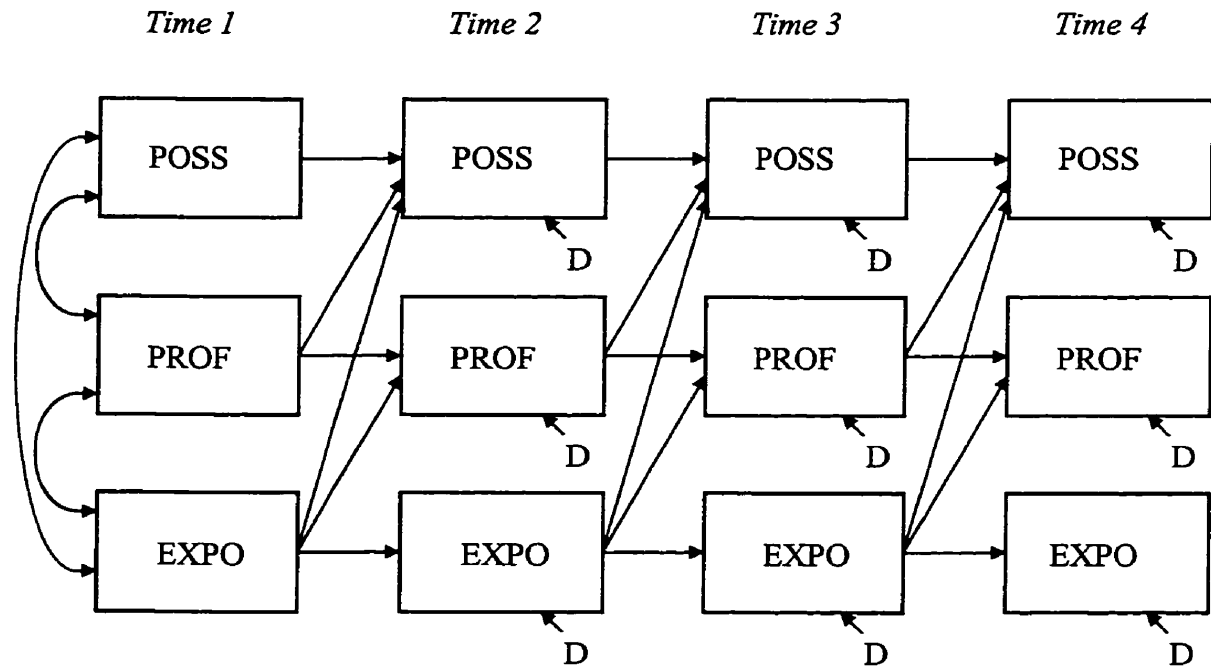 Time 1 Time 2 Time 3 Time 4
POSS POSS POSS POSS
D D D
PROF PROF PROF PROF
D D D
EXPO EXPO EXPO EXPO
D D D